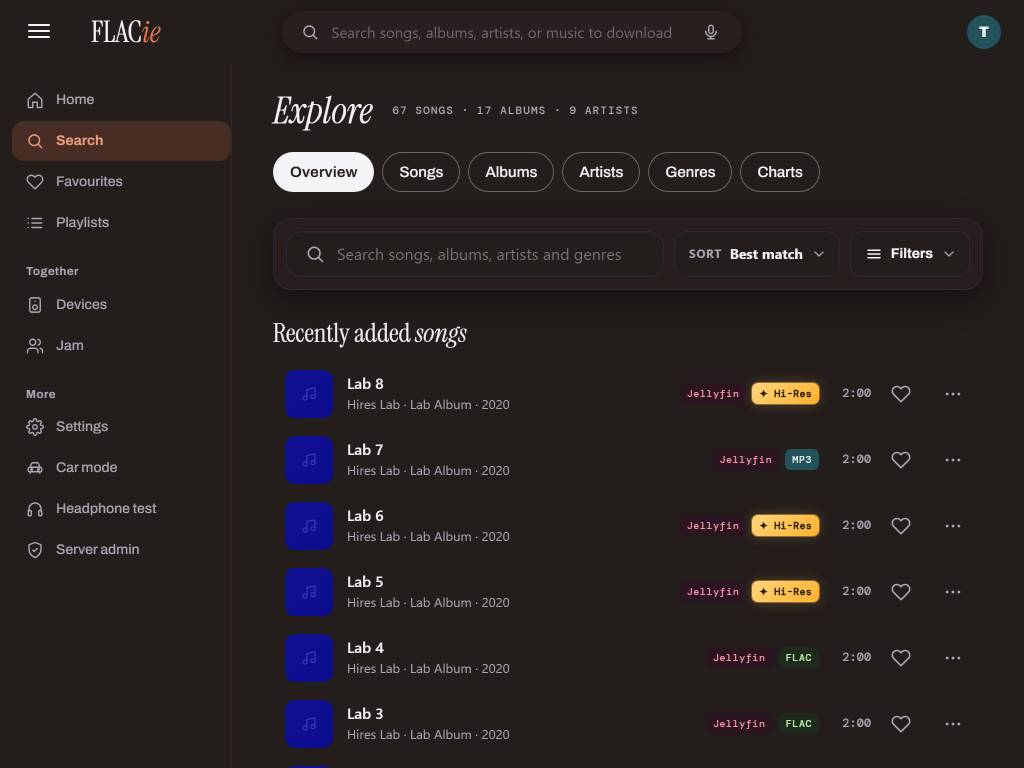 FLACie
Search songs, albums, artists, or music to download
T
Home
Search
Favourites
Playlists
Together
Devices
Jam
More
Settings
Car mode
Headphone test
Server admin
Explore 67 SONGS · 17 ALBUMS · 9 ARTISTS
Overview Songs Albums Artists Genres Charts
Search songs, albums, artists and genres SORT Best match Filters
Recently added songs
Lab 8
Hires Lab · Lab Album · 2020
Jellyfin ✦ Hi-Res 2:00
Lab 7
Hires Lab · Lab Album · 2020
Jellyfin MP3 2:00
Lab 6
Hires Lab · Lab Album · 2020
Jellyfin ✦ Hi-Res 2:00
Lab 5
Hires Lab · Lab Album · 2020
Jellyfin ✦ Hi-Res 2:00
Lab 4
Hires Lab · Lab Album · 2020
Jellyfin FLAC 2:00
Lab 3
Hires Lab · Lab Album · 2020
Jellyfin FLAC 2:00